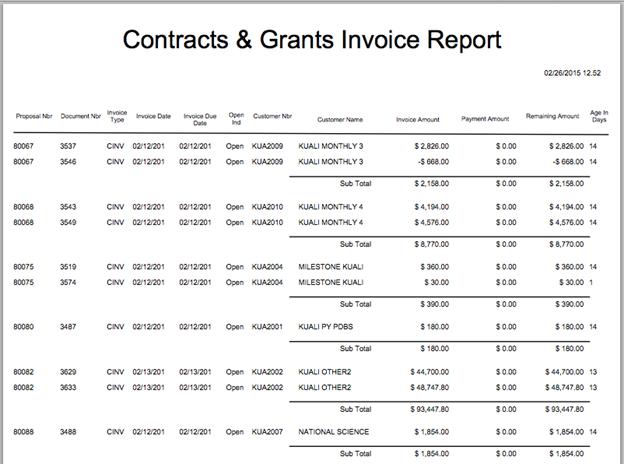 Contracts & Grants Invoice Report
02/26/2015 12.52
Proposal Nbr Document Nbr Invoice Type Invoice Date Invoice Due Date Open Ind Customer Nbr Customer Name Invoice Amount Payment Amount Remaining Amount Age In Days
80067 3537 CINV 02/12/201 02/12/201 Open KUA2009 KUALI MONTHLY 3 $ 2,826.00 $ 0.00 $ 2,826.00 14
80067 3546 CINV 02/12/201 02/12/201 Open KUA2009 KUALI MONTHLY 3 -$ 668.00 $ 0.00 -$ 668.00 14
Sub Total $ 2,158.00 $ 0.00 $ 2,158.00
80068 3543 CINV 02/12/201 02/12/201 Open KUA2010 KUALI MONTHLY 4 $ 4,194.00 $ 0.00 $ 4,194.00 14
80068 3549 CINV 02/12/201 02/12/201 Open KUA2010 KUALI MONTHLY 4 $ 4,576.00 $ 0.00 $ 4,576.00 14
Sub Total $ 8,770.00 $ 0.00 $ 8,770.00
80075 3519 CINV 02/12/201 02/12/201 Open KUA2004 MILESTONE KUALI $ 360.00 $ 0.00 $ 360.00 14
80075 3574 CINV 02/12/201 02/12/201 Open KUA2004 MILESTONE KUALI $ 30.00 $ 0.00 $ 30.00 1
Sub Total $ 390.00 $ 0.00 $ 390.00
80080 3487 CINV 02/12/201 02/12/201 Open KUA2001 KUALI PY PDBS $ 180.00 $ 0.00 $ 180.00 14
Sub Total $ 180.00 $ 0.00 $ 180.00
80082 3629 CINV 02/13/201 02/13/201 Open KUA2002 KUALI OTHER2 $ 44,700.00 $ 0.00 $ 44,700.00 13
80082 3633 CINV 02/13/201 02/13/201 Open KUA2002 KUALI OTHER2 $ 48,747.80 $ 0.00 $ 48,747.80 13
Sub Total $ 93,447.80 $ 0.00 $ 93,447.80
80088 3488 CINV 02/12/201 02/12/201 Open KUA2007 NATIONAL SCIENCE $ 1,854.00 $ 0.00 $ 1,854.00 14
Sub Total $ 1,854.00 $ 0.00 $ 1,854.00